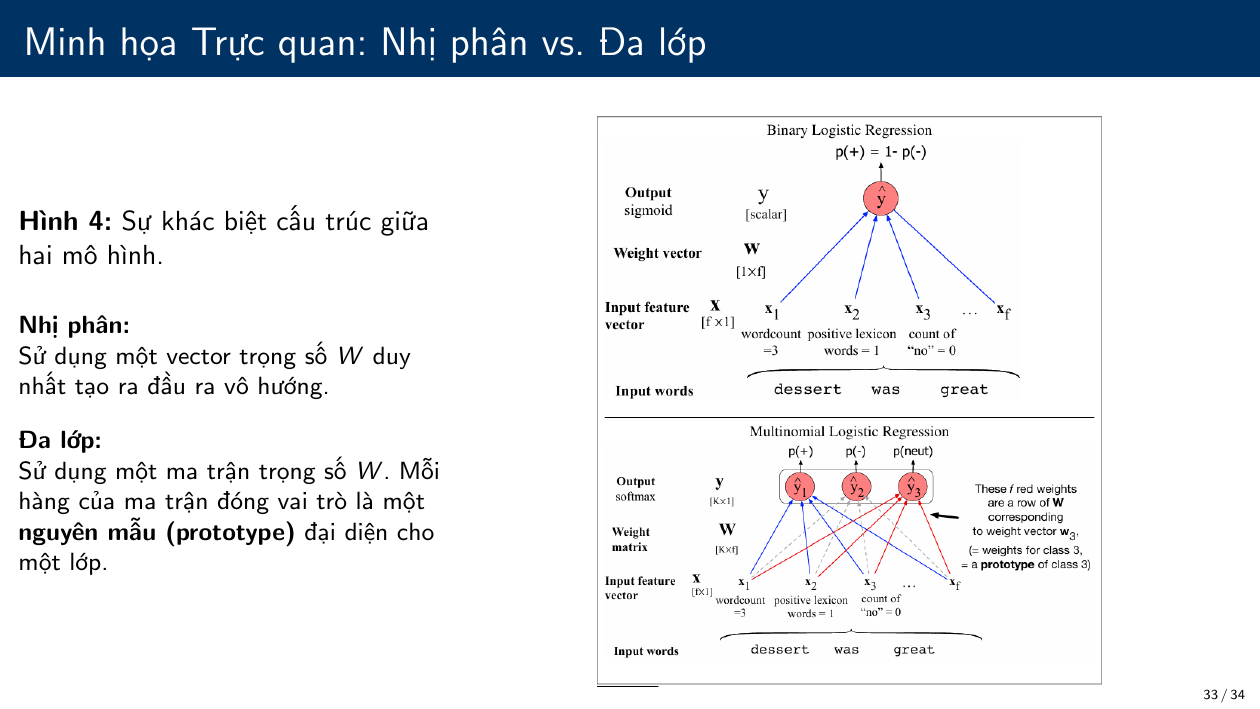 Minh họa Trực quan: Nhị phân vs. Đa lớp
Hình 4: Sự khác biệt cấu trúc giữa
hai mô hình.
Nhị phân:
Sử dụng một vector trọng số W duy
nhất tạo ra đầu ra vô hướng.
Đa lớp:
Sử dụng một ma trận trọng số W. Mỗi
hàng của ma trận đóng vai trò là một
nguyên mẫu (prototype) đại diện cho
một lớp.
Binary Logistic Regression
p(+) = 1- p(-)
Output
sigmoid
y
[scalar]
ŷ
Weight vector
w
[1×f]
Input feature
vector
x
[f ×1]
x1 x2 x3 … xf
wordcount
=3
positive lexicon
words = 1
count of
“no” = 0
Input words
dessert was great
Multinomial Logistic Regression
p(+) p(-) p(neut)
Output
softmax
y
[K×1]
ŷ1 ŷ2 ŷ3
These f red weights
are a row of W
corresponding
to weight vector w3,
(= weights for class 3,
= a prototype of class 3)
Weight
matrix
W
[K×f]
Input feature
vector
x
[f×1]
x1 x2 x3 … xf
wordcount
=3
positive lexicon
words = 1
count of
“no” = 0
Input words
dessert was great
33 / 34